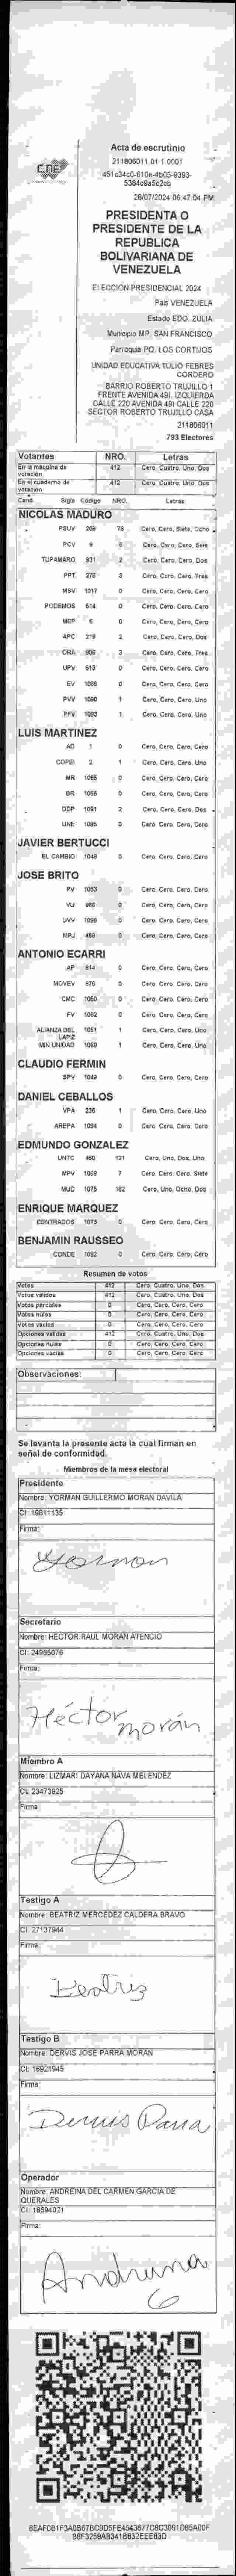 Acta de escrutinio
211806011.01.1.0001
451c34c0-610e-4b05-9393-
5384c9a5c2cb
CNE
28/07/2024 06:47:04 PM
PRESIDENTA O
PRESIDENTE DE LA
REPUBLICA
BOLIVARIANA DE
VENEZUELA
ELECCIÓN PRESIDENCIAL 2024
País VENEZUELA
Estado EDO. ZULIA
Municipio MP. SAN FRANCISCO
Parroquia PQ. LOS CORTIJOS
UNIDAD EDUCATIVA TULIO FEBRES
CORDERO
BARRIO ROBERTO TRUJILLO 1
FRENTE AVENIDA 49I. IZQUIERDA
CALLE 220 AVENIDA 49I CALLE 220
SECTOR ROBERTO TRUJILLO CASA
211806011
793 Electores
Votantes NRO. Letras
En la máquina de votación 412 Cero, Cuatro, Uno, Dos
En el cuaderno de votación 412 Cero, Cuatro, Uno, Dos
Cand. Sigla Código NRO. Letras
NICOLAS MADURO
PSUV 269 78 Cero, Cero, Siete, Ocho
PCV 9 6 Cero, Cero, Cero, Seis
TUPAMARO 931 2 Cero, Cero, Cero, Dos
PPT 276 3 Cero, Cero, Cero, Tres
MSV 1017 0 Cero, Cero, Cero, Cero
PODEMOS 514 0 Cero, Cero, Cero, Cero
MEP 6 0 Cero, Cero, Cero, Cero
APC 219 2 Cero, Cero, Cero, Dos
ORA 906 3 Cero, Cero, Cero, Tres
UPV 513 0 Cero, Cero, Cero, Cero
EV 1088 0 Cero, Cero, Cero, Cero
PVV 1090 1 Cero, Cero, Cero, Uno
PFV 1093 1 Cero, Cero, Cero, Uno
LUIS MARTINEZ
AD 1 0 Cero, Cero, Cero, Cero
COPEI 2 1 Cero, Cero, Cero, Uno
MR 1055 0 Cero, Cero, Cero, Cero
BR 1066 0 Cero, Cero, Cero, Cero
DDP 1091 2 Cero, Cero, Cero, Dos
UNE 1095 0 Cero, Cero, Cero, Cero
JAVIER BERTUCCI
EL CAMBIO 1048 0 Cero, Cero, Cero, Cero
JOSE BRITO
PV 1053 0 Cero, Cero, Cero, Cero
VU 968 0 Cero, Cero, Cero, Cero
UVV 1096 0 Cero, Cero, Cero, Cero
MPJ 460 0 Cero, Cero, Cero, Cero
ANTONIO ECARRI
AP 814 0 Cero, Cero, Cero, Cero
MOVEV 876 0 Cero, Cero, Cero, Cero
CMC 1050 0 Cero, Cero, Cero, Cero
FV 1062 0 Cero, Cero, Cero, Cero
ALIANZA DEL LAPIZ 1051 1 Cero, Cero, Cero, Uno
MIN UNIDAD 1069 1 Cero, Cero, Cero, Uno
CLAUDIO FERMIN
SPV 1049 0 Cero, Cero, Cero, Cero
DANIEL CEBALLOS
VPA 236 1 Cero, Cero, Cero, Uno
AREPA 1094 0 Cero, Cero, Cero, Cero
EDMUNDO GONZALEZ
UNTC 460 121 Cero, Uno, Dos, Uno
MPV 1069 7 Cero, Cero, Cero, Siete
MUD 1075 182 Cero, Uno, Ocho, Dos
ENRIQUE MARQUEZ
CENTRADOS 1073 0 Cero, Cero, Cero, Cero
BENJAMIN RAUSSEO
CONDE 1082 0 Cero, Cero, Cero, Cero
Resumen de votos
Votos 412 Cero, Cuatro, Uno, Dos
Votos válidos 412 Cero, Cuatro, Uno, Dos
Votos parciales 0 Cero, Cero, Cero, Cero
Votos nulos 0 Cero, Cero, Cero, Cero
Votos vacíos 0 Cero, Cero, Cero, Cero
Opciones válidas 412 Cero, Cuatro, Uno, Dos
Opciones nulas 0 Cero, Cero, Cero, Cero
Opciones vacías 0 Cero, Cero, Cero, Cero
Observaciones:
Se levanta la presente acta la cual firman en
señal de conformidad.
Miembros de la mesa electoral
Presidente
Nombre: YORMAN GUILLERMO MORAN DAVILA
CI: 19811135
Firma:
Yorman
Secretario
Nombre: HECTOR RAUL MORAN ATENCIO
CI: 24965076
Firma:
Héctor
morán
Miembro A
Nombre: LIZMARI DAYANA NAVA MELENDEZ
CI: 23473925
Firma:
Testigo A
Nombre: BEATRIZ MERCEDEZ CALDERA BRAVO
CI: 27137944
Firma:
Beatriz
Testigo B
Nombre: DERVIS JOSE PARRA MORAN
CI: 16921945
Firma:
Dervis Parra
Operador
Nombre: ANDREINA DEL CARMEN GARCIA DE
QUERALES
CI: 16694021
Firma:
Andreina
G
8EAF0B1F3A0B67BC9D5FE4543677C8C3091D85A0DF
B8F3259AB3418832EEE63D